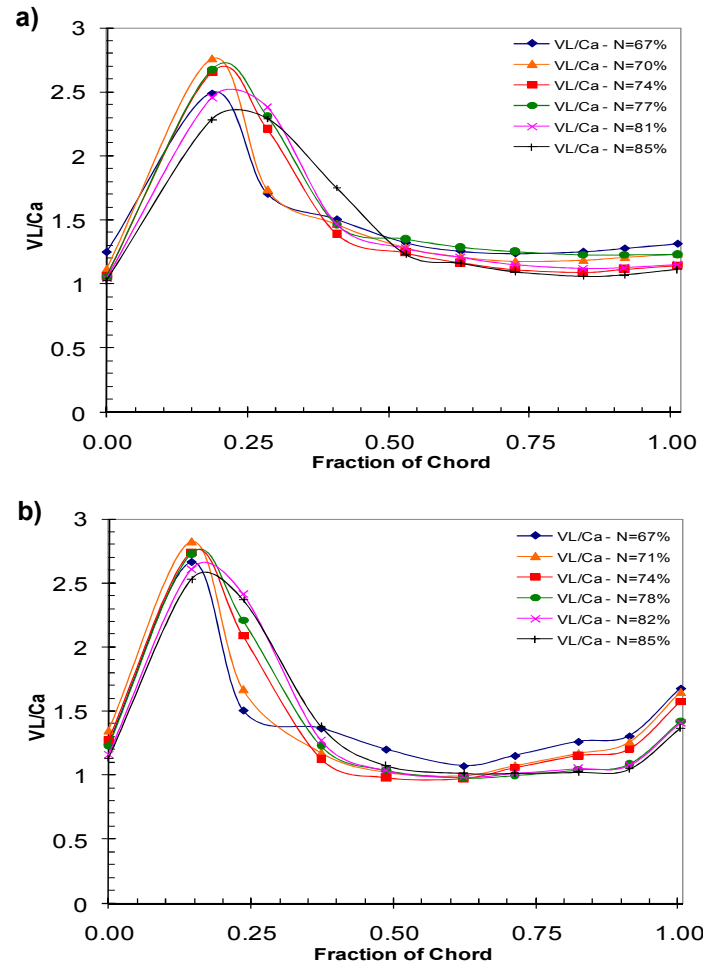 a)
3
2.5
2
1.5
1
0.5
0
VL/Ca
VL/Ca - N=67%
VL/Ca - N=70%
VL/Ca - N=74%
VL/Ca - N=77%
VL/Ca - N=81%
VL/Ca - N=85%
0.00 0.25 0.50 0.75 1.00
Fraction of Chord
b)
3
2.5
2
1.5
1
0.5
0
VL/Ca
VL/Ca - N=67%
VL/Ca - N=71%
VL/Ca - N=74%
VL/Ca - N=78%
VL/Ca - N=82%
VL/Ca - N=85%
0.00 0.25 0.50 0.75 1.00
Fraction of Chord